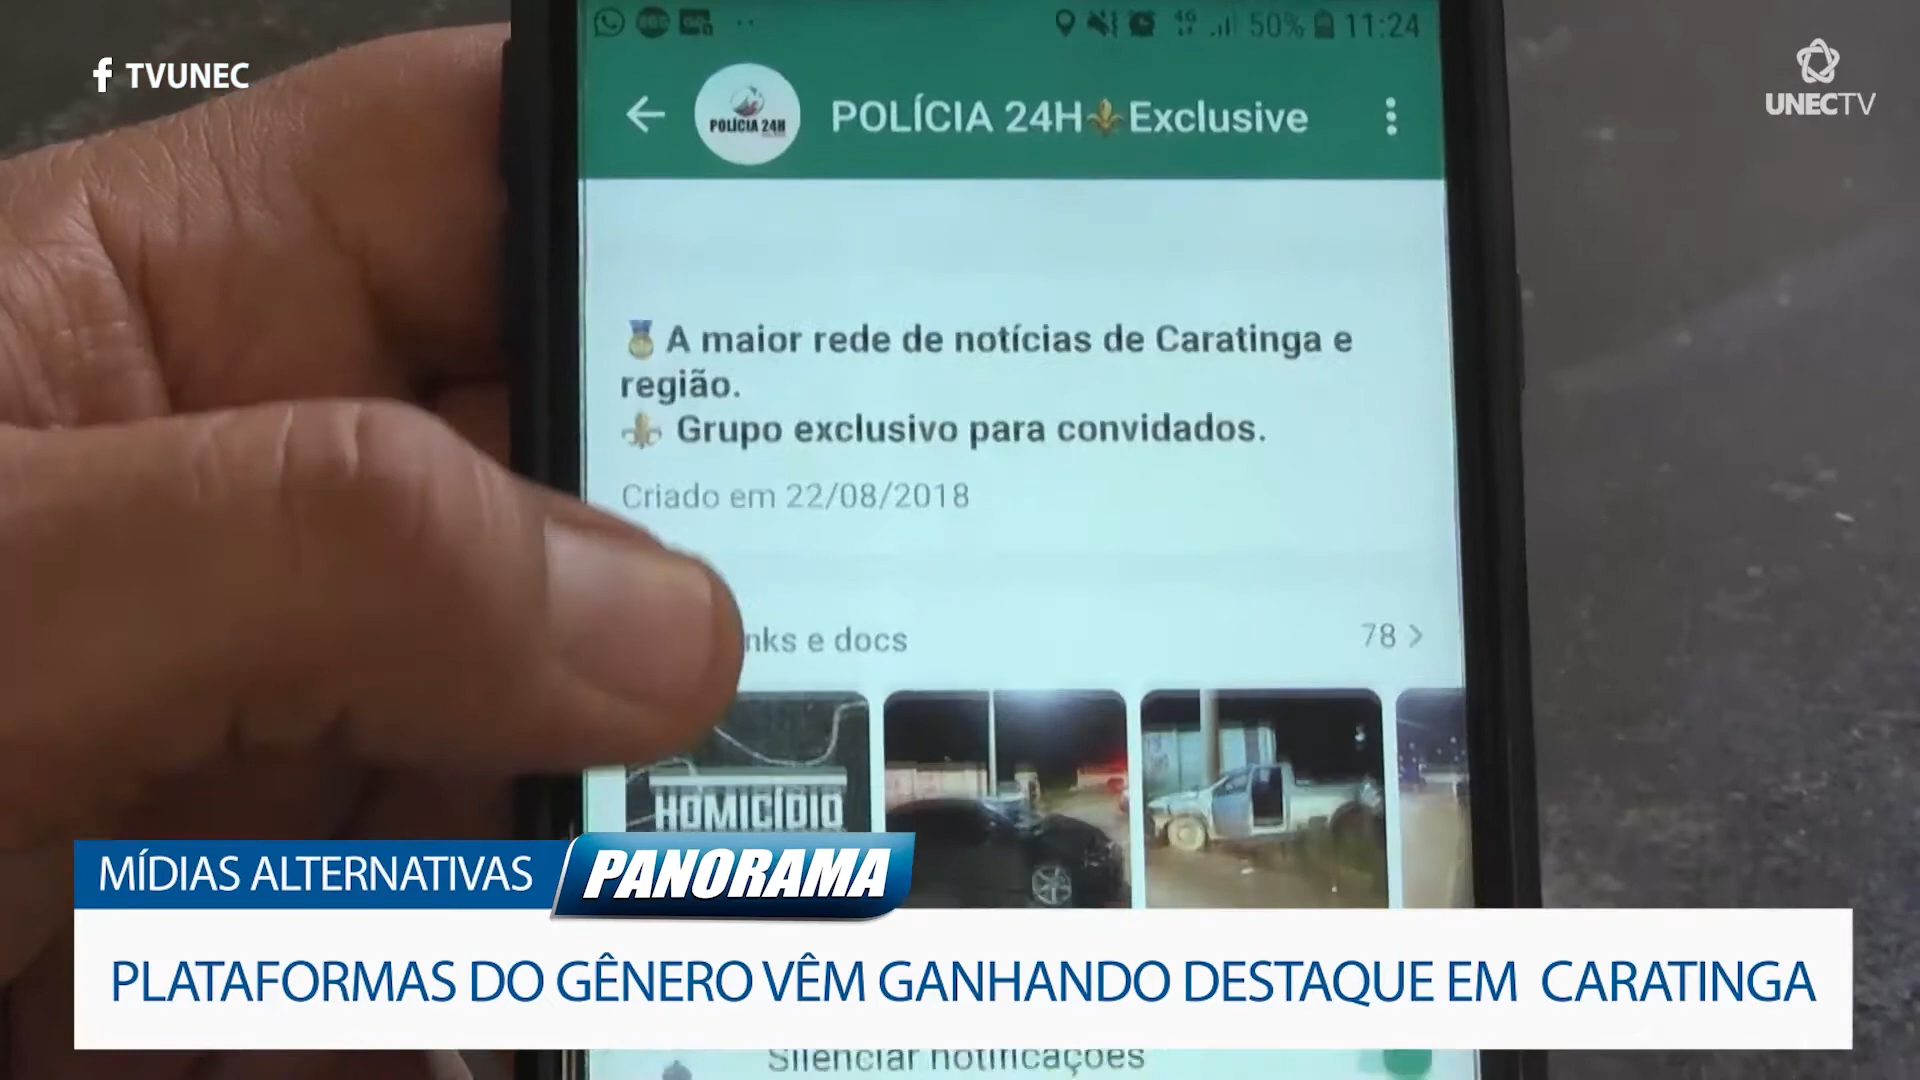 TVUNEC
50% 11:24
UNECTV
POLÍCIA 24H
POLÍCIA 24H⚜Exclusive
🏅A maior rede de notícias de Caratinga e
região.
⚜ Grupo exclusivo para convidados.
Criado em 22/08/2018
nks e docs
78 >
HOMICÍDIO
MÍDIAS ALTERNATIVAS
PANORAMA
PLATAFORMAS DO GÊNERO VÊM GANHANDO DESTAQUE EM CARATINGA
Silenciar notificações